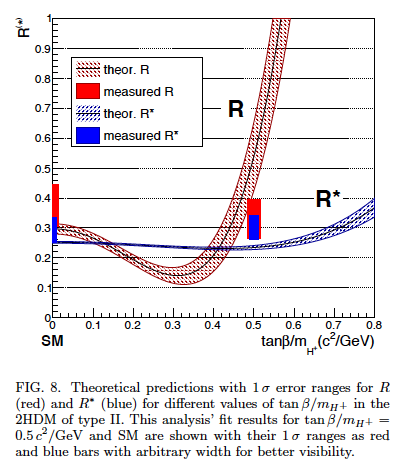 R(*)
1
0.9
0.8
0.7
0.6
0.5
0.4
0.3
0.2
0.1
0
theor. R
measured R
theor. R*
measured R*
R
R*
0 0.1 0.2 0.3 0.4 0.5 0.6 0.7 0.8
SM tanβ/m_H+ (c²/GeV)
FIG. 8. Theoretical predictions with 1 σ error ranges for R
(red) and R* (blue) for different values of tan β/m_H+ in the
2HDM of type II. This analysis' fit results for tan β/m_H+ =
0.5 c²/GeV and SM are shown with their 1 σ ranges as red
and blue bars with arbitrary width for better visibility.